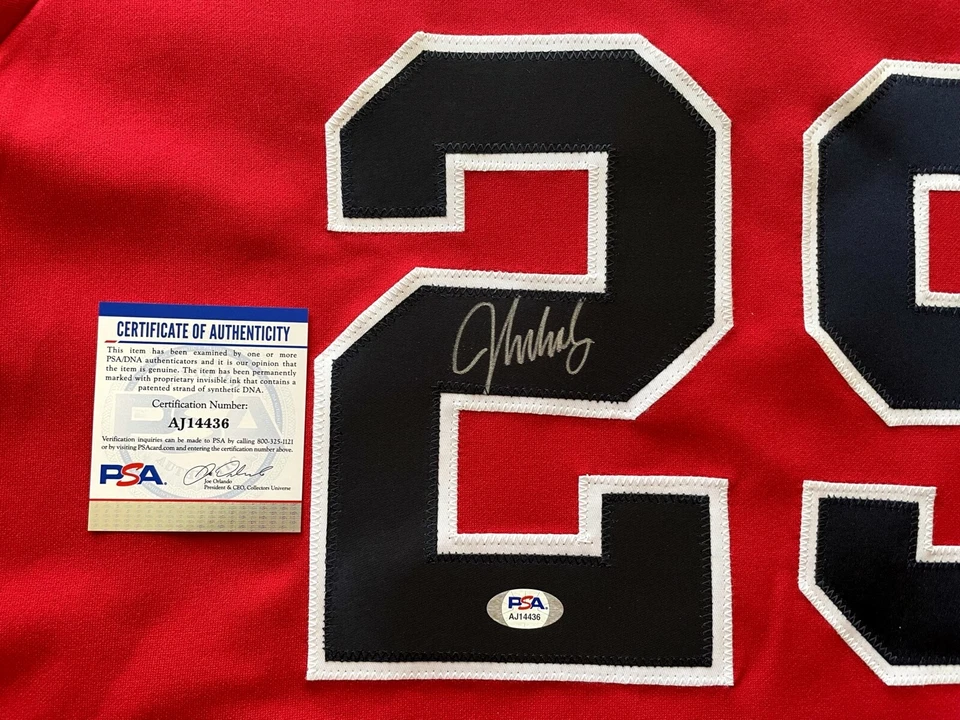 29
CERTIFICATE OF AUTHENTICITY
This item has been examined by one or more
PSA/DNA authenticators and it is our opinion that
the item is genuine. The item has been permanently
marked with proprietary invisible ink that contains a
patented strand of synthetic DNA.
Certification Number:
AJ14436
Verification inquiries can be made to PSA by calling 800-325-1121
or by visiting PSAcard.com and entering the certification number above.
PSA.
Joe Orlando
President & CEO, Collectors Universe
PSA.
AJ14436